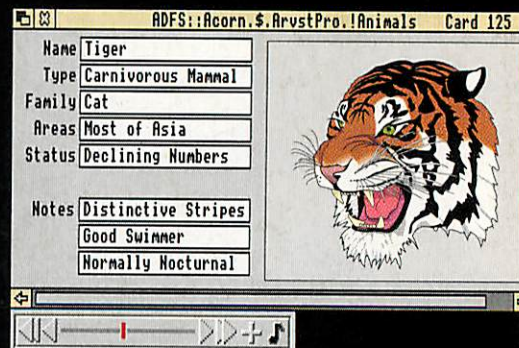 ADFS::Acorn.$.ArvstPro.!Animals Card 125
Name Tiger
Type Carnivorous Mammal
Family Cat
Areas Most of Asia
Status Declining Numbers
Notes Distinctive Stripes
Good Swimmer
Normally Nocturnal